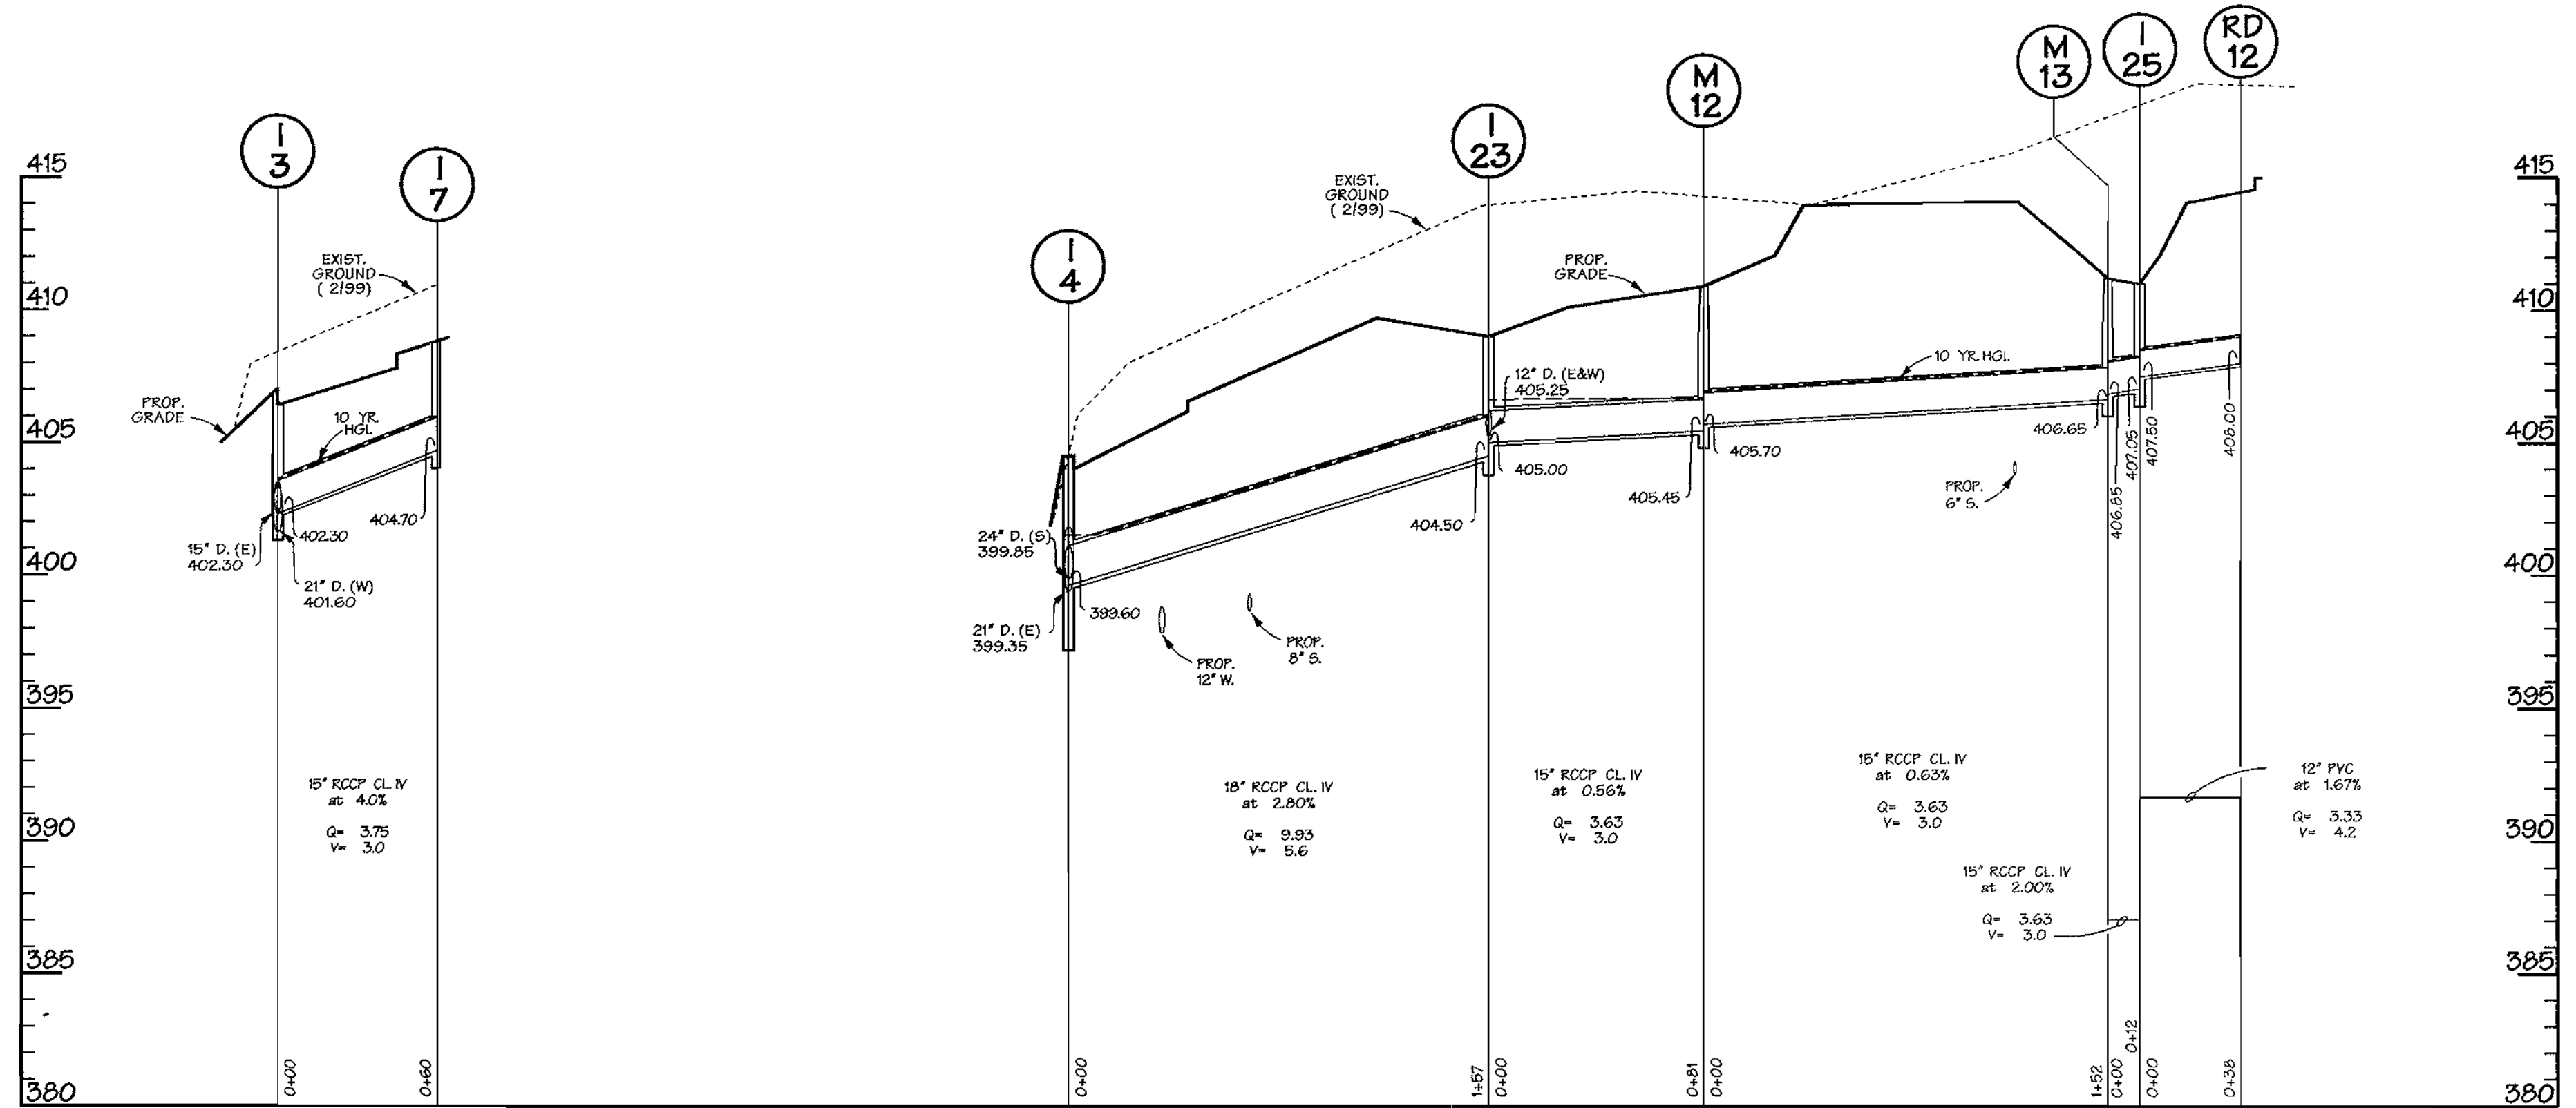 I
3
I
7
I
4
I
23
M
12
M
13
I
25
RD
12
415
410
405
400
395
390
385
380
EXIST.
GROUND
( 2/99)
PROP.
GRADE
10 YR.
HGL
15" D. (E)
402.30
402.30
21" D. (W)
401.60
404.70
15" RCCP CL. IV
at 4.0%
Q= 3.75
V= 3.0
0+00
0+60
24" D. (S)
399.85
21" D. (E)
399.35
399.60
PROP.
12" W.
PROP.
8" S.
EXIST.
GROUND
( 2/99)
PROP.
GRADE
12" D. (E&W)
405.25
404.50
405.00
405.45
405.70
10 YR. HGL
PROP.
6" S.
406.65
406.85
407.05
407.50
408.00
18" RCCP CL. IV
at 2.80%
Q= 9.93
V= 5.6
15" RCCP CL. IV
at 0.56%
Q= 3.63
V= 3.0
15" RCCP CL. IV
at 0.63%
Q= 3.63
V= 3.0
15" RCCP CL. IV
at 2.00%
Q= 3.63
V= 3.0
12" PVC
at 1.67%
Q= 3.33
V= 4.2
0+00
1+57
0+00
0+81
0+00
1+52
0+00
0+12
0+00
0+38
415
410
405
400
395
390
385
380